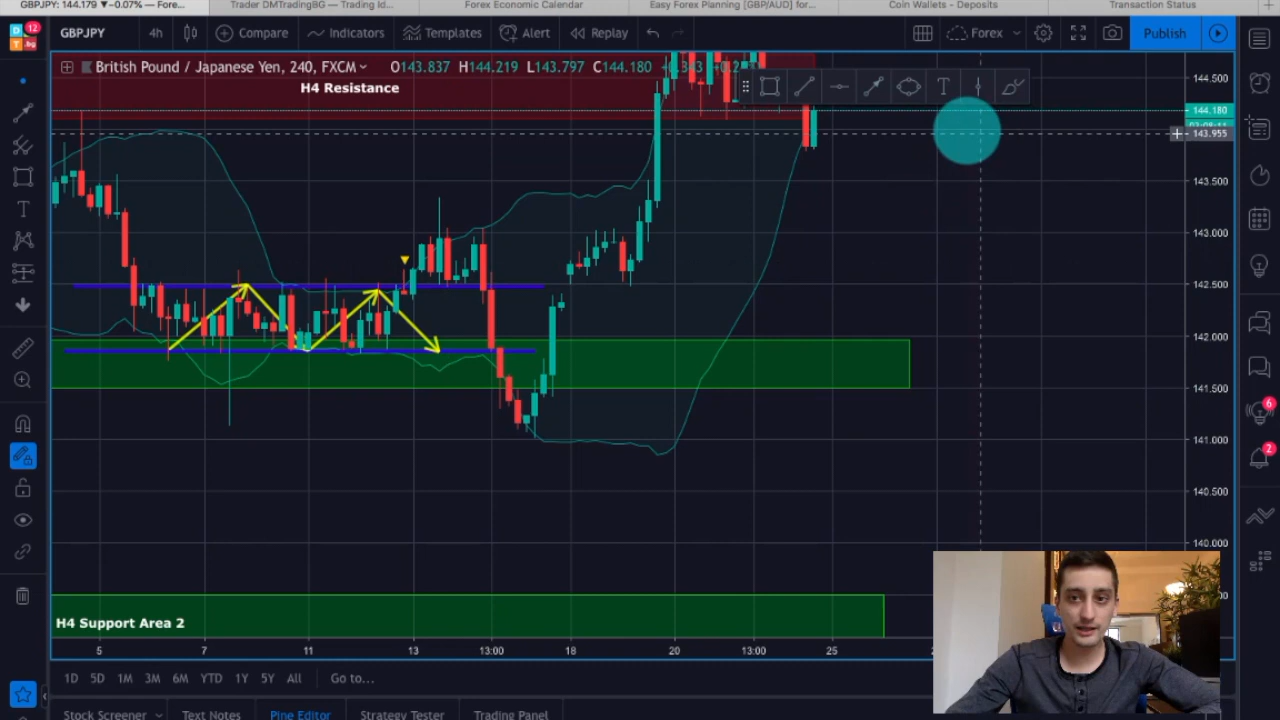 GBPJPY: 144.179 ▼−0.07% — Fore...
Trader DMTradingBG — Trading Id...
Forex Economic Calendar
Easy Forex Planning [GBP/AUD] for...
Coin Wallets - Deposits
Transaction Status
12
GBPJPY
4h
Compare
Indicators
Templates
Alert
Replay
Forex
Publish
British Pound / Japanese Yen, 240, FXCM
O143.837 H144.219 L143.797 C144.180
H4 Resistance
144.500
144.180
143.955
143.500
143.000
142.500
142.000
141.500
141.000
140.500
140.000
6
2
H4 Support Area 2
5
7
11
13
13:00
18
20
13:00
25
1D 5D 1M 3M 6M YTD 1Y 5Y All Go to...
Stock Screener
Text Notes
Pine Editor
Strategy Tester
Trading Panel